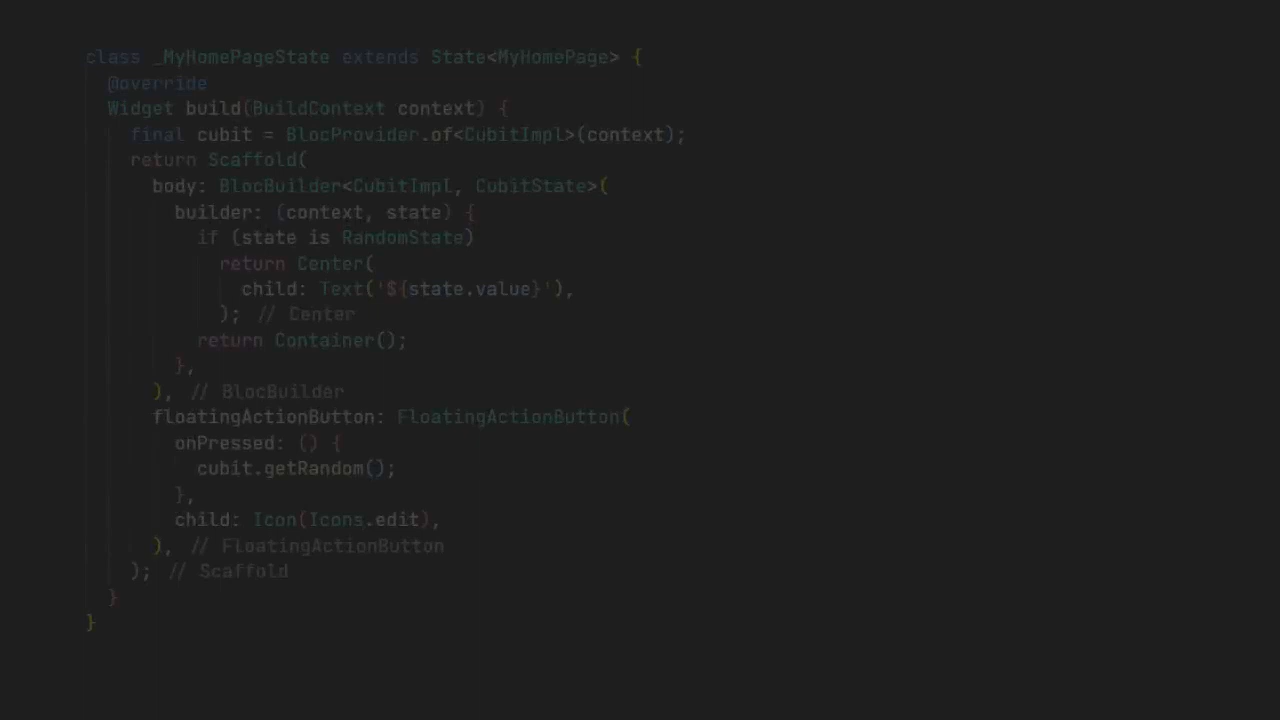 class _MyHomePageState extends State<MyHomePage> {
@override
Widget build(BuildContext context) {
final cubit = BlocProvider.of<CubitImpl>(context);
return Scaffold(
body: BlocBuilder<CubitImpl, CubitState>(
builder: (context, state) {
if (state is RandomState)
return Center(
child: Text('${state.value}'),
); // Center
return Container();
},
), // BlocBuilder
floatingActionButton: FloatingActionButton(
onPressed: () {
cubit.getRandom();
},
child: Icon(Icons.edit),
), // FloatingActionButton
); // Scaffold
}
}